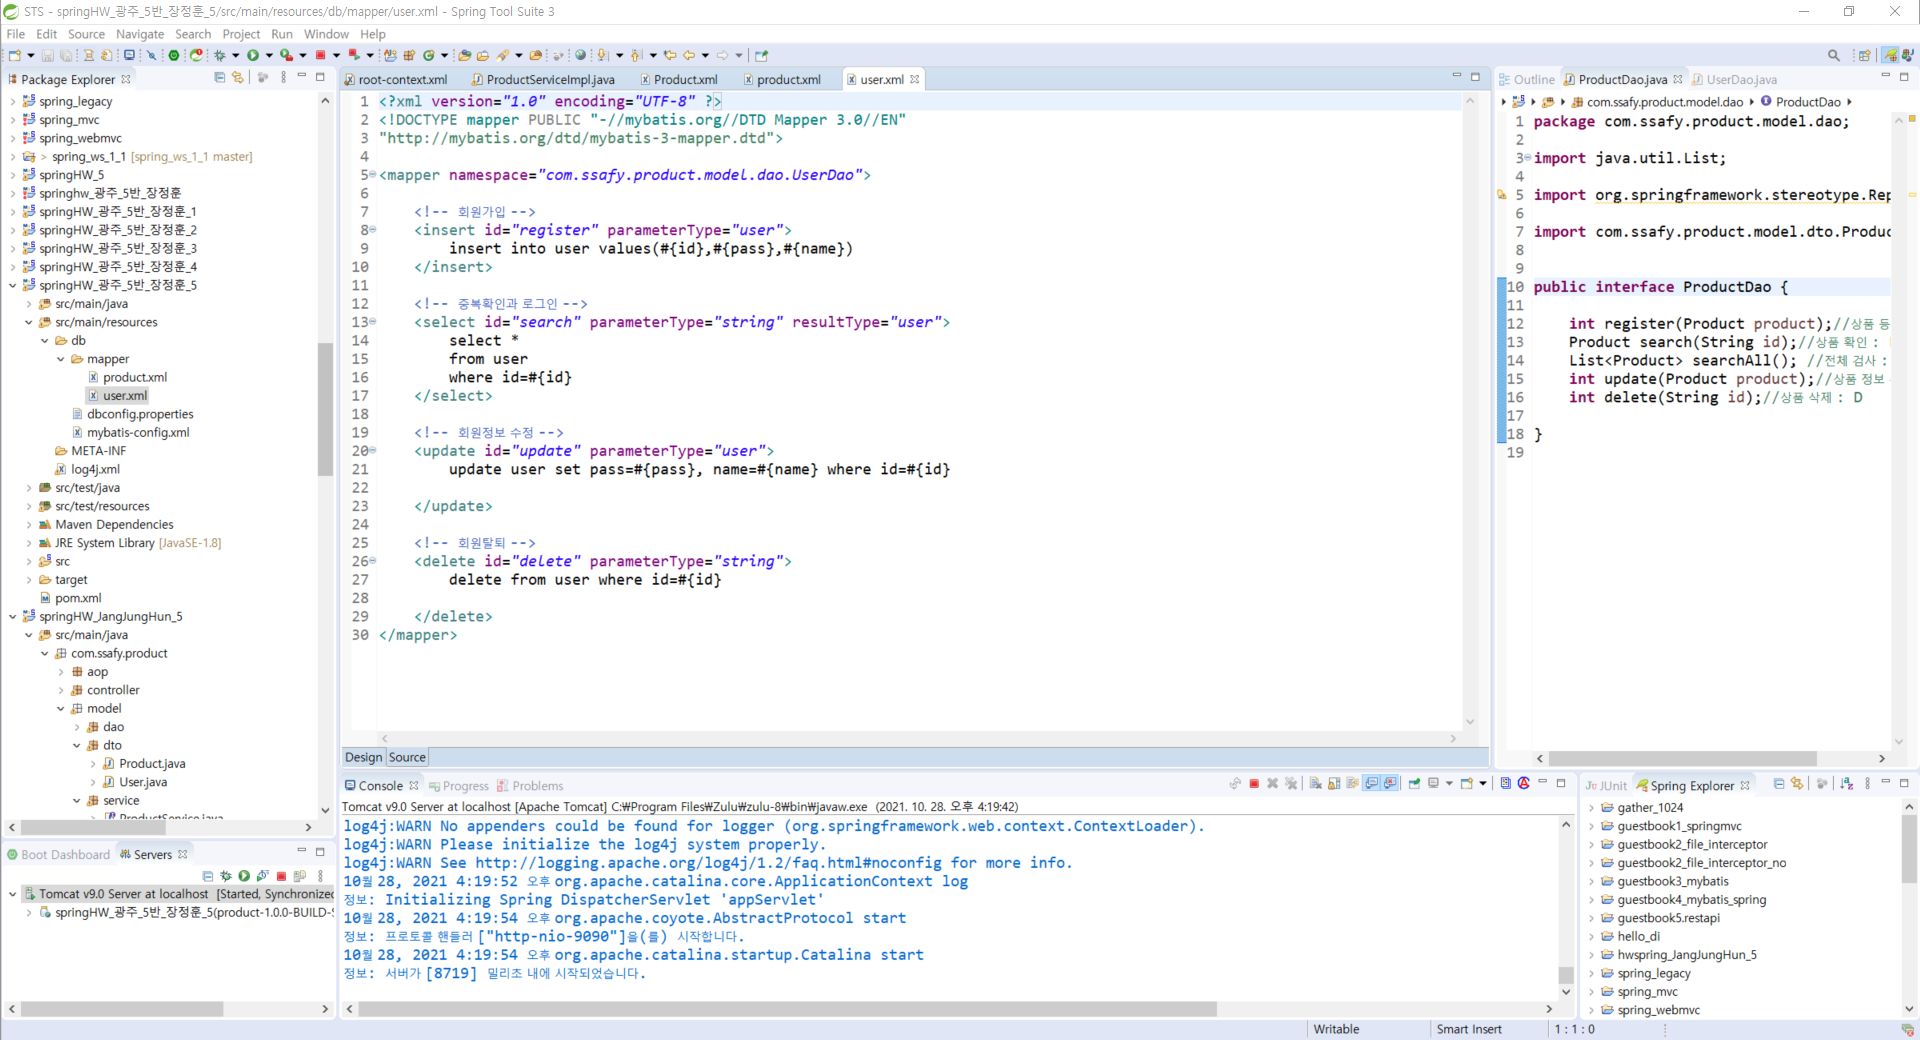 STS - springHW_광주_5반_장정훈_5/src/main/resources/db/mapper/user.xml - Spring Tool Suite 3
File Edit Source Navigate Search Project Run Window Help
Package Explorer
spring_legacy
spring_mvc
spring_webmvc
> spring_ws_1_1 [spring_ws_1_1 master]
springHW_5
springhw_광주_5반_장정훈
springHW_광주_5반_장정훈_1
springHW_광주_5반_장정훈_2
springHW_광주_5반_장정훈_3
springHW_광주_5반_장정훈_4
springHW_광주_5반_장정훈_5
src/main/java
src/main/resources
db
mapper
product.xml
user.xml
dbconfig.properties
mybatis-config.xml
META-INF
log4j.xml
src/test/java
src/test/resources
Maven Dependencies
JRE System Library [JavaSE-1.8]
src
target
pom.xml
springHW_JangJungHun_5
src/main/java
com.ssafy.product
aop
controller
model
dao
dto
Product.java
User.java
service
ProductService.java
Boot Dashboard Servers
Tomcat v9.0 Server at localhost [Started, Synchronized
springHW_광주_5반_장정훈_5(product-1.0.0-BUILD-S
root-context.xml ProductServiceImpl.java Product.xml product.xml user.xml
1 <?xml version="1.0" encoding="UTF-8" ?>
2 <!DOCTYPE mapper PUBLIC "-//mybatis.org//DTD Mapper 3.0//EN"
3 "http://mybatis.org/dtd/mybatis-3-mapper.dtd">
4
5 <mapper namespace="com.ssafy.product.model.dao.UserDao">
6
7 <!-- 회원가입 -->
8 <insert id="register" parameterType="user">
9 insert into user values(#{id},#{pass},#{name})
10 </insert>
11
12 <!-- 중복확인과 로그인 -->
13 <select id="search" parameterType="string" resultType="user">
14 select *
15 from user
16 where id=#{id}
17 </select>
18
19 <!-- 회원정보 수정 -->
20 <update id="update" parameterType="user">
21 update user set pass=#{pass}, name=#{name} where id=#{id}
22
23 </update>
24
25 <!-- 회원탈퇴 -->
26 <delete id="delete" parameterType="string">
27 delete from user where id=#{id}
28
29 </delete>
30 </mapper>
Design Source
Outline ProductDao.java UserDao.java
com.ssafy.product.model.dao ProductDao
1 package com.ssafy.product.model.dao;
2
3 import java.util.List;
4
5 import org.springframework.stereotype.Rep
6
7 import com.ssafy.product.model.dto.Produc
8
9
10 public interface ProductDao {
11
12 int register(Product product);//상품 등
13 Product search(String id);//상품 확인 :
14 List<Product> searchAll(); //전체 검사 :
15 int update(Product product);//상품 정보
16 int delete(String id);//상품 삭제 : D
17
18 }
19
Console Progress Problems
Tomcat v9.0 Server at localhost [Apache Tomcat] C:₩Program Files₩Zulu₩zulu-8₩bin₩javaw.exe (2021. 10. 28. 오후 4:19:42)
log4j:WARN No appenders could be found for logger (org.springframework.web.context.ContextLoader).
log4j:WARN Please initialize the log4j system properly.
log4j:WARN See http://logging.apache.org/log4j/1.2/faq.html#noconfig for more info.
10월 28, 2021 4:19:52 오후 org.apache.catalina.core.ApplicationContext log
정보: Initializing Spring DispatcherServlet 'appServlet'
10월 28, 2021 4:19:54 오후 org.apache.coyote.AbstractProtocol start
정보: 프로토콜 핸들러 ["http-nio-9090"]을(를) 시작합니다.
10월 28, 2021 4:19:54 오후 org.apache.catalina.startup.Catalina start
정보: 서버가 [8719] 밀리초 내에 시작되었습니다.
JUnit Spring Explorer
gather_1024
guestbook1_springmvc
guestbook2_file_interceptor
guestbook2_file_interceptor_no
guestbook3_mybatis
guestbook4_mybatis_spring
guestbook5.restapi
hello_di
hwspring_JangJungHun_5
spring_legacy
spring_mvc
spring_webmvc
Writable Smart Insert 1 : 1 : 0